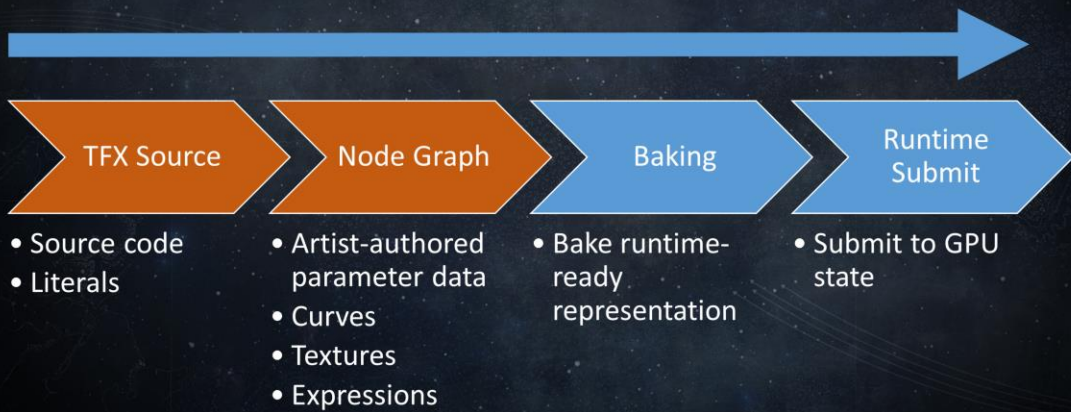 TFX Source
Node Graph
Baking
Runtime
Submit
• Source code
• Literals
• Artist-authored
parameter data
• Curves
• Textures
• Expressions
• Bake runtime-
ready
representation
• Submit to GPU
state